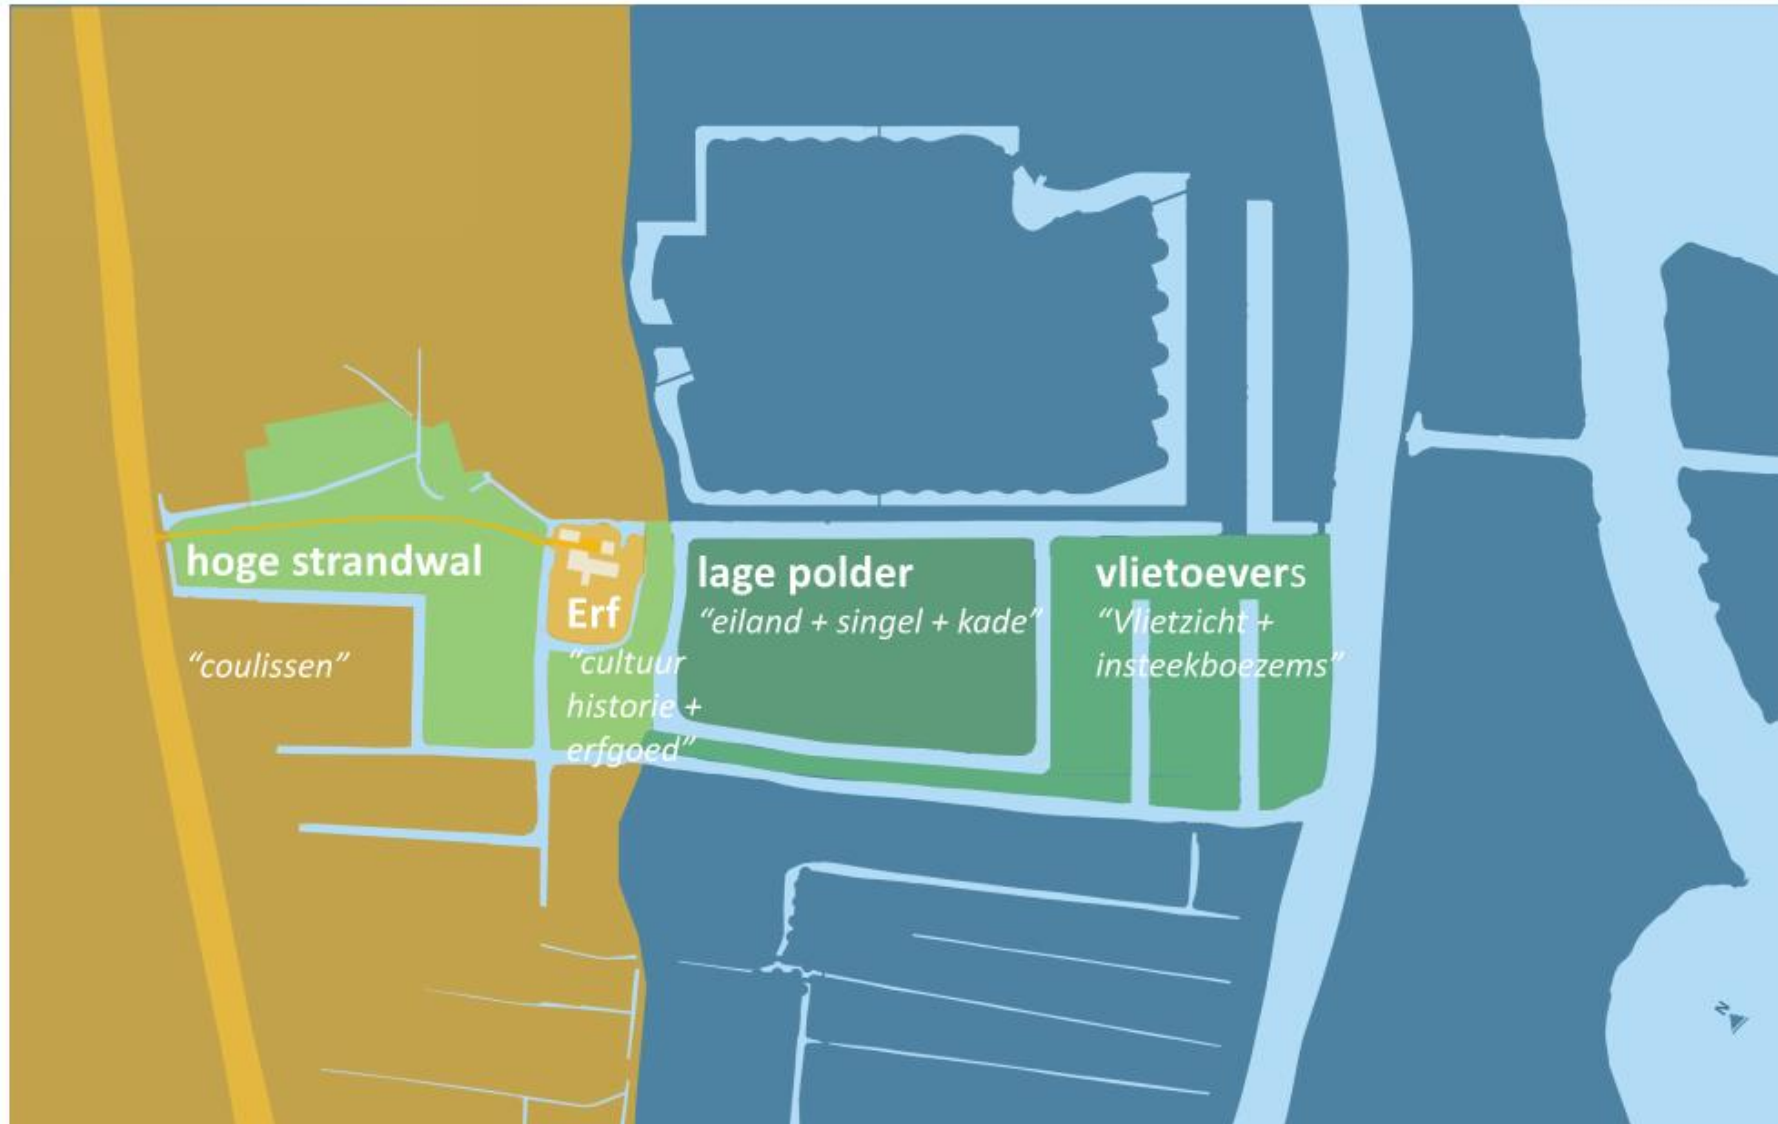 hoge strandwal
"coulissen"
Erf
"cultuur
historie +
erfgoed"
lage polder
"eiland + singel + kade"
vlietoevers
"Vlietzicht +
insteekboezems"
N